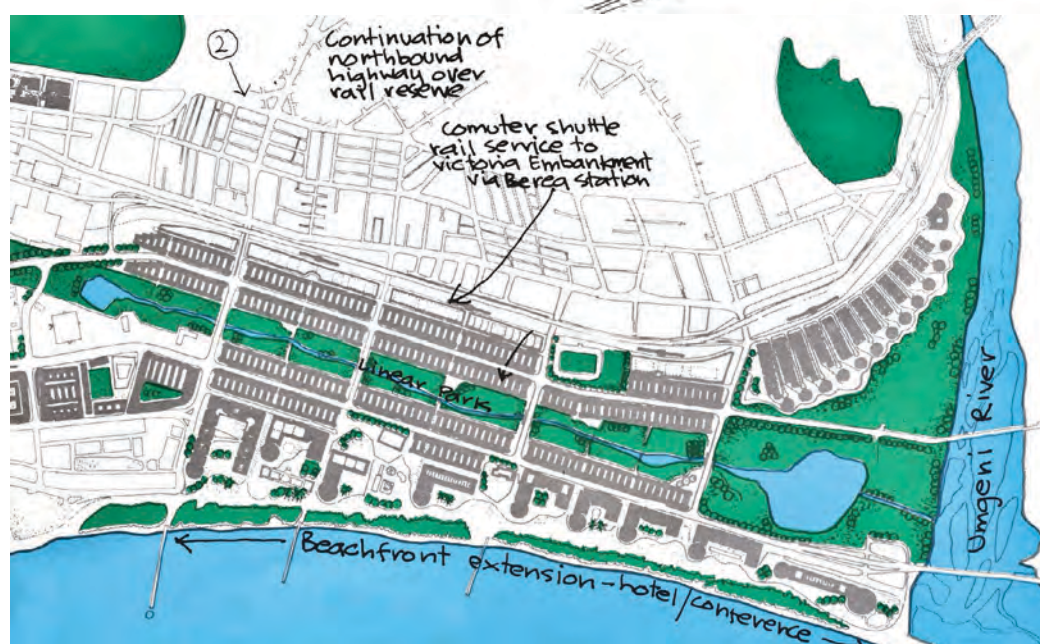 2
Continuation of
northbound
highway over
rail reserve
Comuter shuttle
rail service to
Victoria Embankment
via Berea Station
Linear Park
Umgeni River
Beachfront extension-hotel/conference